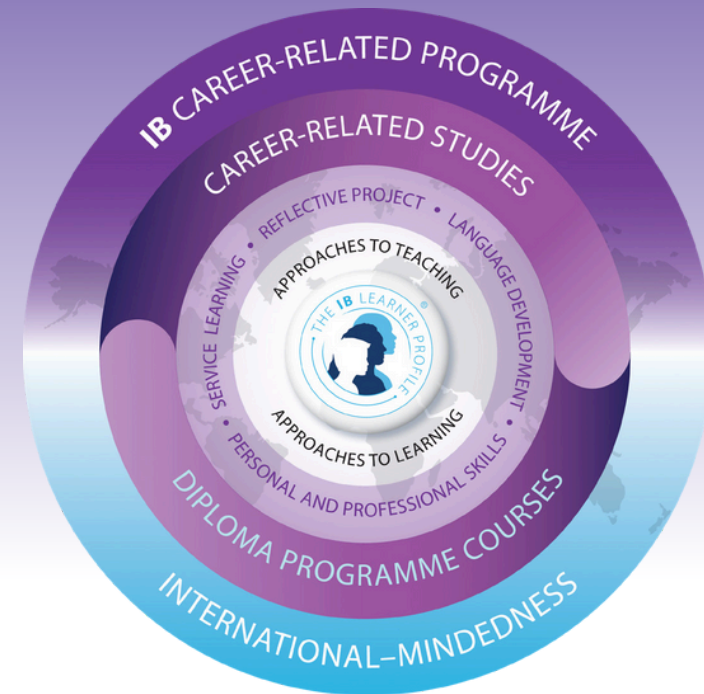 IB CAREER-RELATED PROGRAMME
CAREER-RELATED STUDIES
SERVICE LEARNING • REFLECTIVE PROJECT • LANGUAGE DEVELOPMENT • PERSONAL AND PROFESSIONAL SKILLS •
APPROACHES TO TEACHING
THE IB LEARNER PROFILE ®
APPROACHES TO LEARNING
DIPLOMA PROGRAMME COURSES
INTERNATIONAL–MINDEDNESS